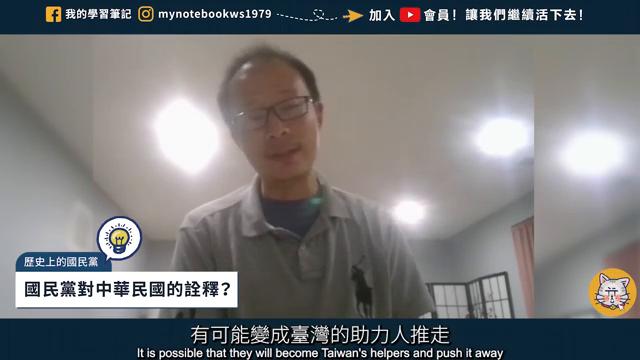 我的學習筆記 mynotebookws1979 加入 會員！讓我們繼續活下去！
歷史上的國民黨
國民黨對中華民國的詮釋？
有可能變成臺灣的助力人推走
It is possible that they will become Taiwan's helpers and push it away